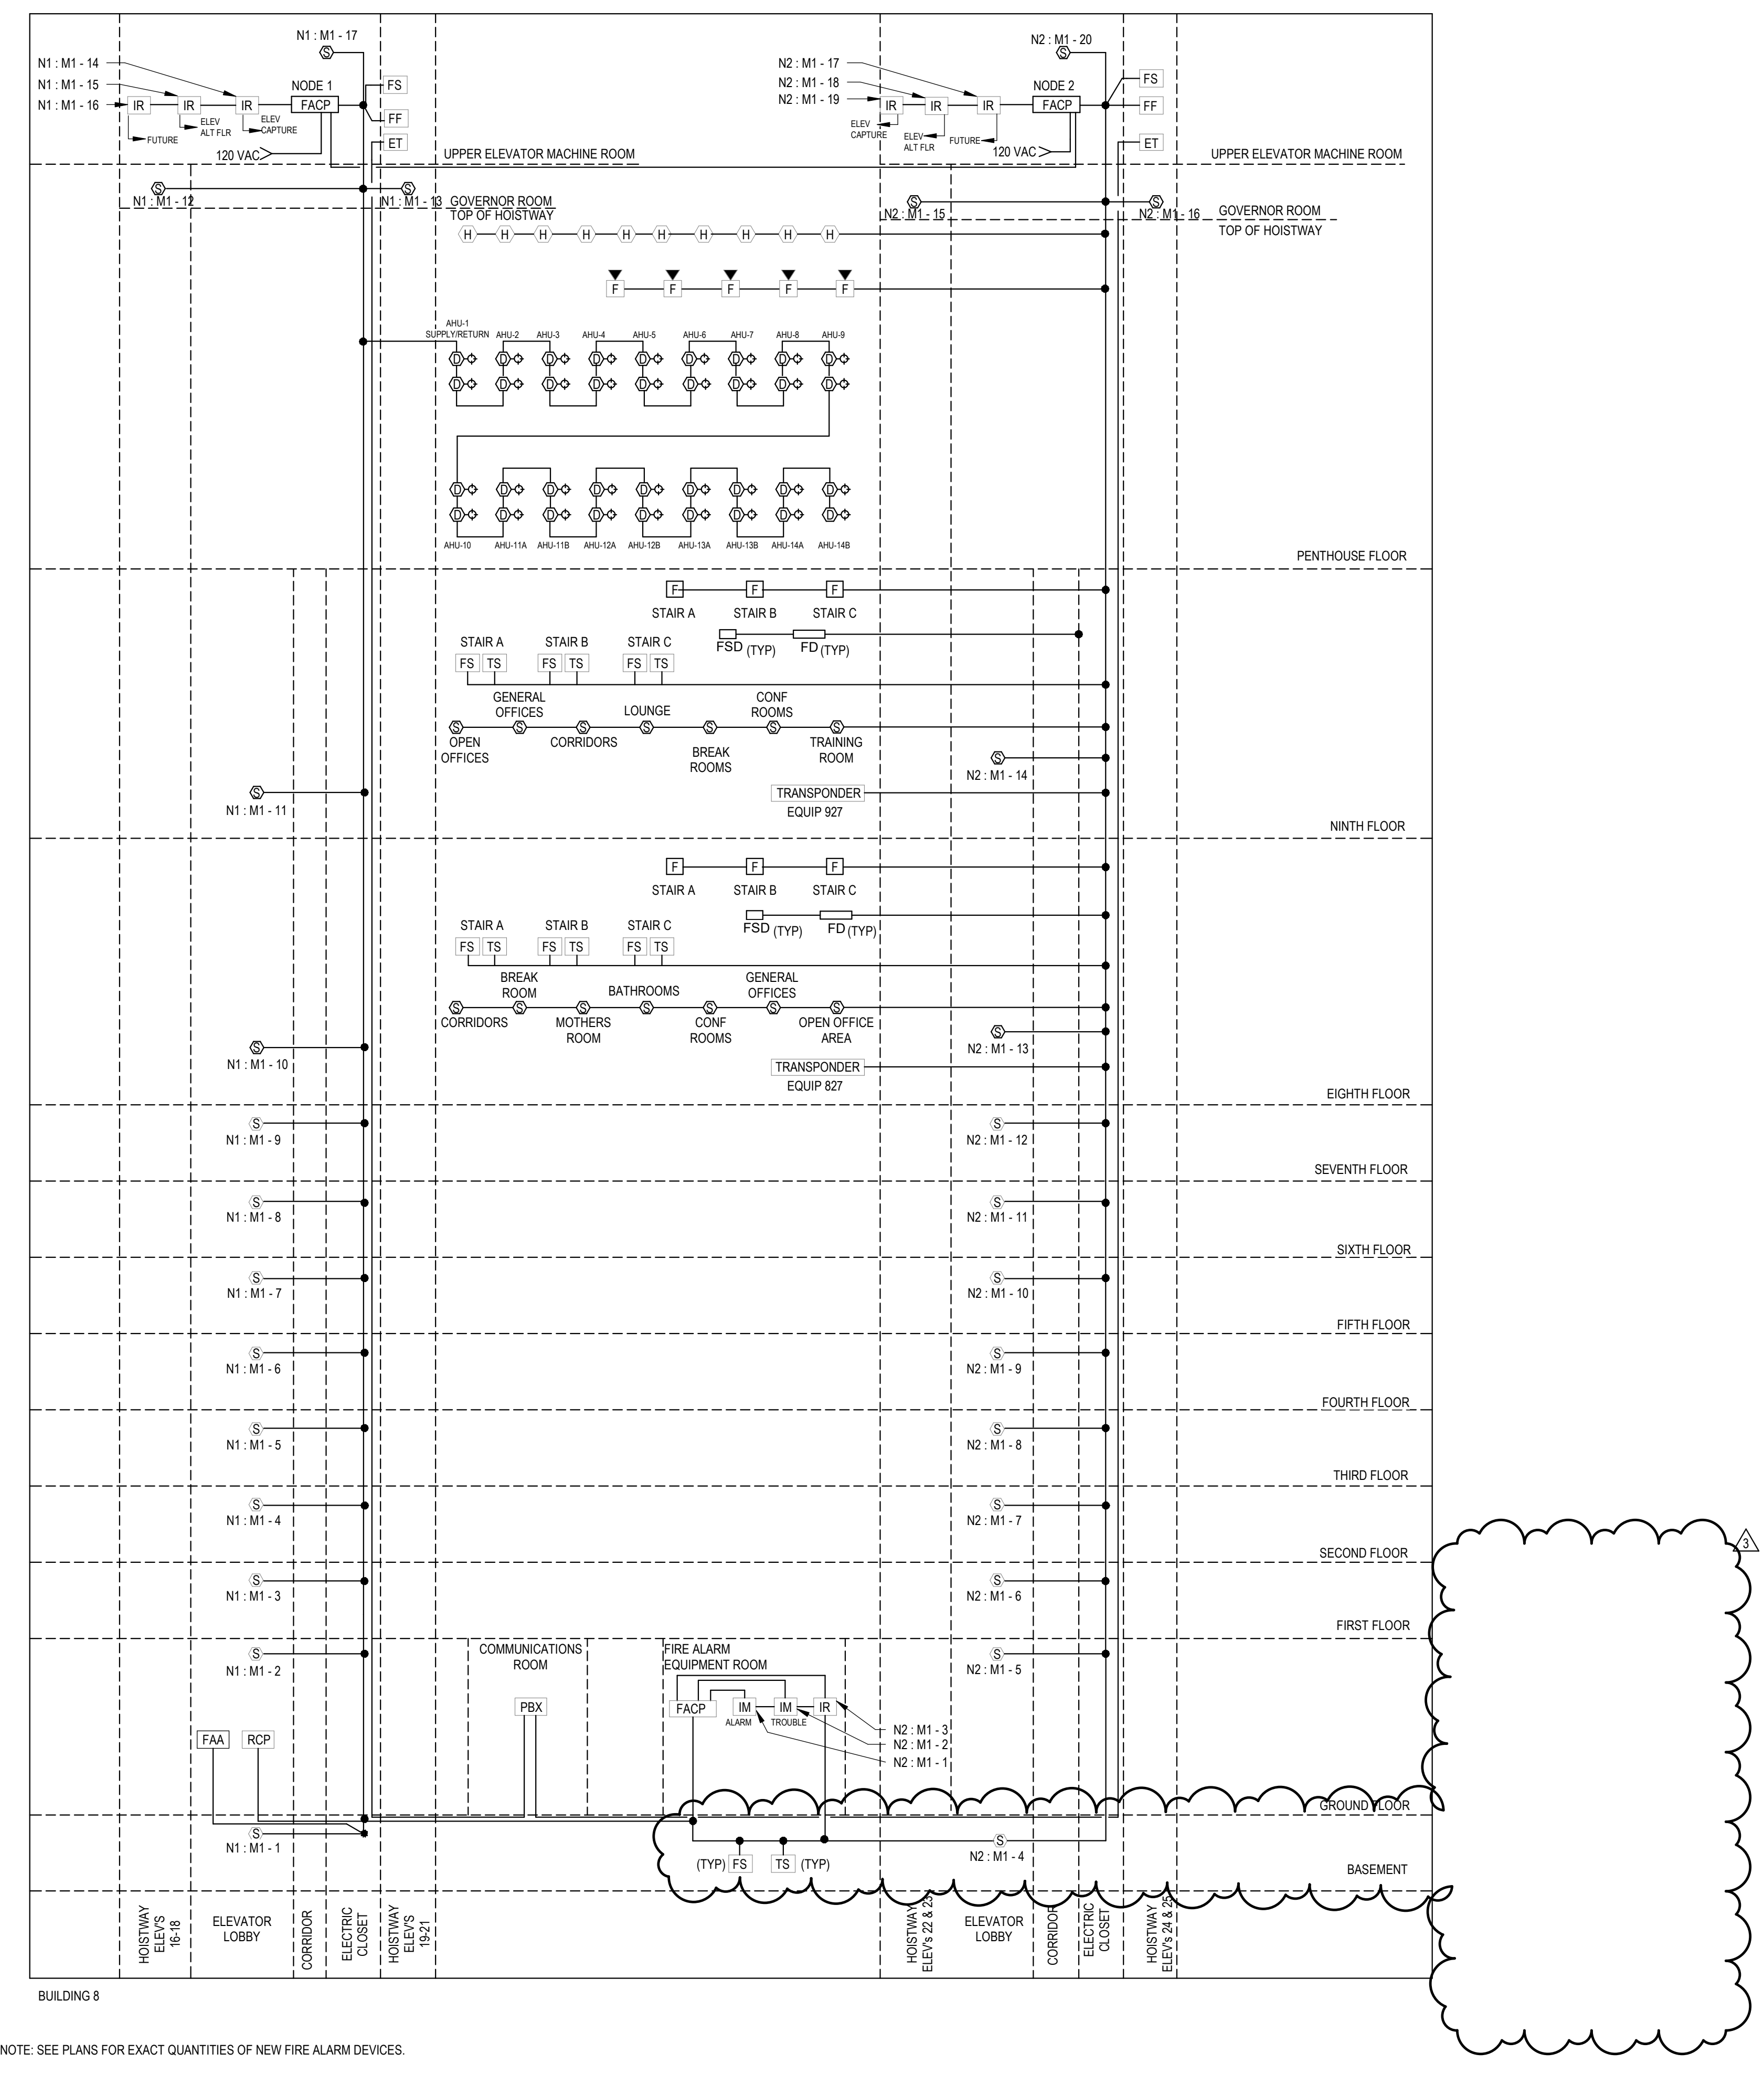 N1 : M1 - 17
N2 : M1 - 20
S
S
N1 : M1 - 14
N1 : M1 - 15
N1 : M1 - 16
IR
IR
IR
NODE 1
FACP
FS
FF
ET
FUTURE
ELEV
ALT FLR
ELEV
CAPTURE
120 VAC
UPPER ELEVATOR MACHINE ROOM
N2 : M1 - 17
N2 : M1 - 18
N2 : M1 - 19
IR
IR
IR
NODE 2
FACP
FS
FF
ET
ELEV
CAPTURE
ELEV
ALT FLR
FUTURE
120 VAC
UPPER ELEVATOR MACHINE ROOM
S
S
N1 : M1 - 12
N1 : M1 - 13
GOVERNOR ROOM
TOP OF HOISTWAY
S
S
N2 : M1 - 15
N2 : M1 - 16
GOVERNOR ROOM
TOP OF HOISTWAY
H H H H H H H H H H
F F F F F
AHU-1
SUPPLY/RETURN
AHU-2 AHU-3 AHU-4 AHU-5 AHU-6 AHU-7 AHU-8 AHU-9
D D D D D D D D D
D D D D D D D D D
D D D D D D D D D
D D D D D D D D D
AHU-10 AHU-11A AHU-11B AHU-12A AHU-12B AHU-13A AHU-13B AHU-14A AHU-14B
PENTHOUSE FLOOR
F F F
STAIR A STAIR B STAIR C
FSD (TYP) FD (TYP)
STAIR A STAIR B STAIR C
FS TS FS TS FS TS
GENERAL
OFFICES
LOUNGE
CONF
ROOMS
S S S S S S S
OPEN
OFFICES
CORRIDORS
BREAK
ROOMS
TRAINING
ROOM
S
N2 : M1 - 14
S
N1 : M1 - 11
TRANSPONDER
EQUIP 927
NINTH FLOOR
F F F
STAIR A STAIR B STAIR C
FSD (TYP) FD (TYP)
STAIR A STAIR B STAIR C
FS TS FS TS FS TS
BREAK
ROOM
BATHROOMS
GENERAL
OFFICES
S S S S S S S
CORRIDORS
MOTHERS
ROOM
CONF
ROOMS
OPEN OFFICE
AREA
S
N2 : M1 - 13
S
N1 : M1 - 10
TRANSPONDER
EQUIP 827
EIGHTH FLOOR
S
N1 : M1 - 9
S
N2 : M1 - 12
SEVENTH FLOOR
S
N1 : M1 - 8
S
N2 : M1 - 11
SIXTH FLOOR
S
N1 : M1 - 7
S
N2 : M1 - 10
FIFTH FLOOR
S
N1 : M1 - 6
S
N2 : M1 - 9
FOURTH FLOOR
S
N1 : M1 - 5
S
N2 : M1 - 8
THIRD FLOOR
S
N1 : M1 - 4
S
N2 : M1 - 7
SECOND FLOOR
3
S
N1 : M1 - 3
S
N2 : M1 - 6
FIRST FLOOR
S
N1 : M1 - 2
COMMUNICATIONS
ROOM
FIRE ALARM
EQUIPMENT ROOM
S
N2 : M1 - 5
PBX
FACP
IM
IM
IR
ALARM
TROUBLE
N2 : M1 - 3
N2 : M1 - 2
N2 : M1 - 1
FAA
RCP
GROUND FLOOR
S
N1 : M1 - 1
(TYP) FS TS (TYP)
S
N2 : M1 - 4
BASEMENT
HOISTWAY
ELEV'S
16-18
ELEVATOR
LOBBY
CORRIDOR
ELECTRIC
CLOSET
HOISTWAY
ELEV'S
19-21
HOISTWAY
ELEV's 22 & 23
ELEVATOR
LOBBY
CORRIDOR
ELECTRIC
CLOSET
HOISTWAY
ELEV's 24 & 25
BUILDING 8
NOTE: SEE PLANS FOR EXACT QUANTITIES OF NEW FIRE ALARM DEVICES.